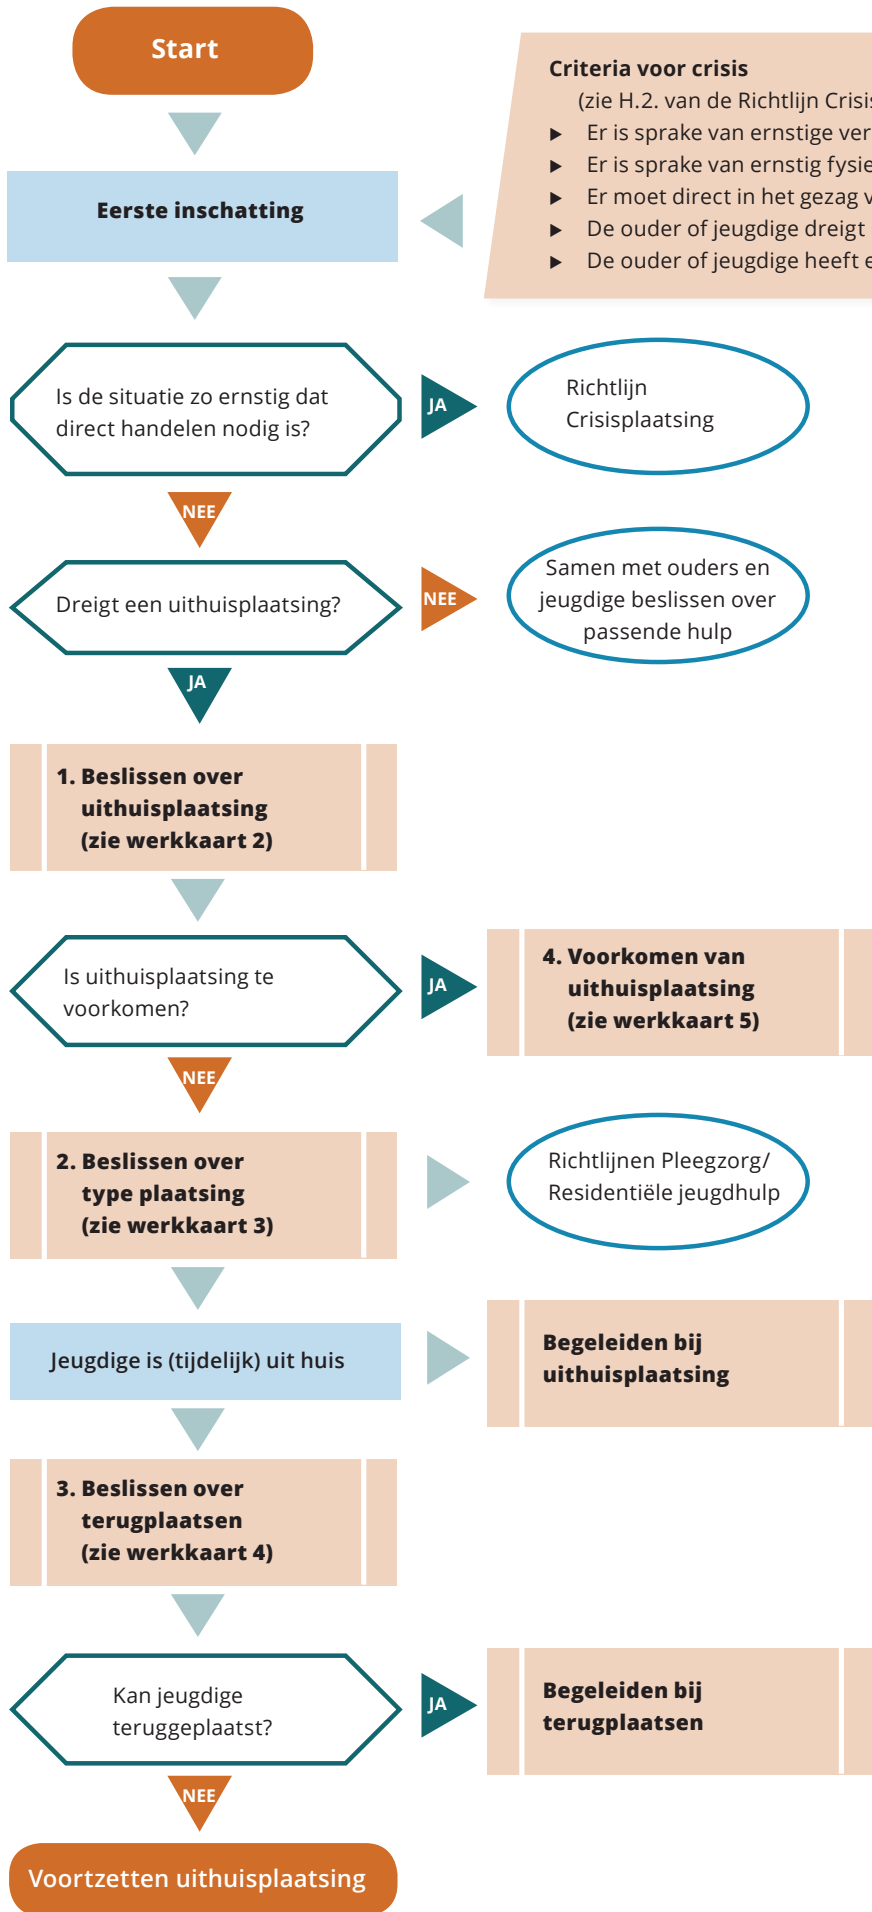 Start
Criteria voor crisis
(zie H.2. van de Richtlijn
Er is sprake van ernstige
Er is sprake van ernstig
Er moet direct in het gezag
De ouder of jeugdige dreigt
De ouder of jeugdige heeft
Eerste inschatting
Is de situatie zo ernstig dat
direct handelen nodig is?
JA
Richtlijn
Crisisplaatsing
NEE
Dreigt een uithuisplaatsing?
NEE
Samen met ouders en
jeugdige beslissen over
passende hulp
JA
1. Beslissen over
uithuisplaatsing
(zie werkkaart 2)
Is uithuisplaatsing te
voorkomen?
JA
4. Voorkomen van
uithuisplaatsing
(zie werkkaart 5)
NEE
2. Beslissen over
type plaatsing
(zie werkkaart 3)
Richtlijnen Pleegzorg/
Residentiële jeugdhulp
Jeugdige is (tijdelijk) uit huis
Begeleiden bij
uithuisplaatsing
3. Beslissen over
terugplaatsen
(zie werkkaart 4)
Kan jeugdige
teruggeplaatst?
JA
Begeleiden bij
terugplaatsen
NEE
Voortzetten uithuisplaatsing